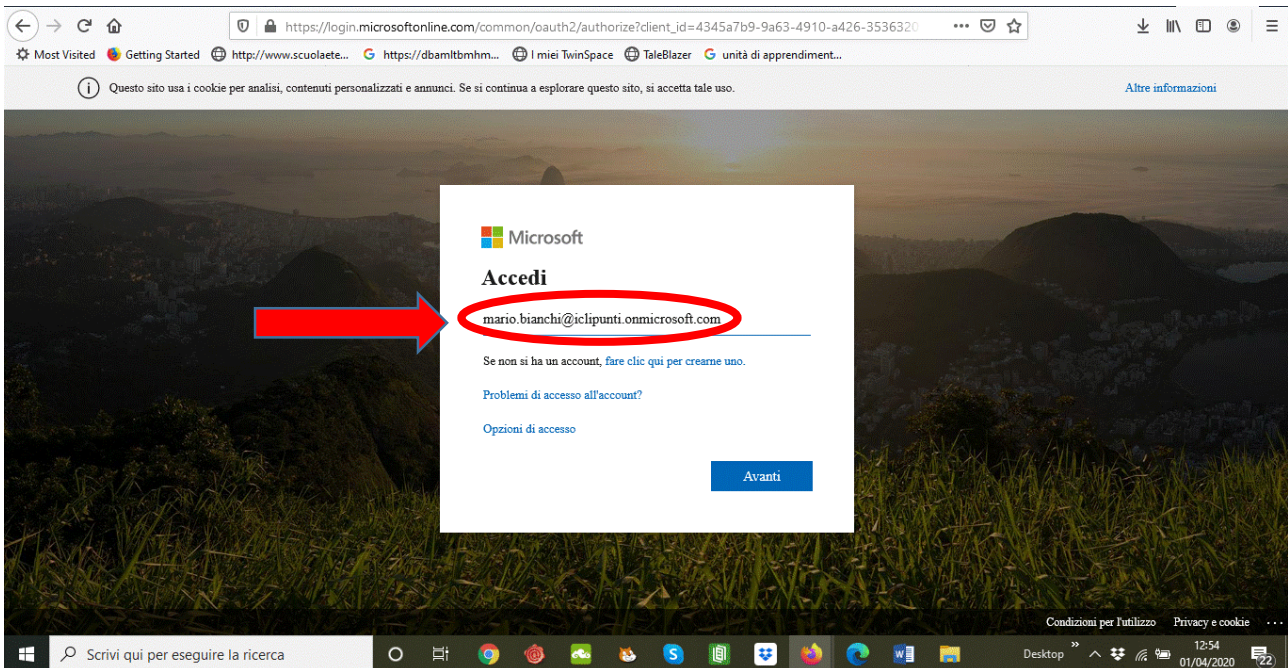 https://login.microsoftonline.com/common/oauth2/authorize?client_id=4345a7b9-9a63-4910-a426-3536320
Most Visited Getting Started http://www.scuolaete... https://dbamltbmhm... I miei TwinSpace TaleBlazer unità di apprendiment...
Questo sito usa i cookie per analisi, contenuti personalizzati e annunci. Se si continua a esplorare questo sito, si accetta tale uso. Altre informazioni
Microsoft
Accedi
mario.bianchi@iclipunti.onmicrosoft.com
Se non si ha un account, fare clic qui per crearne uno.
Problemi di accesso all'account?
Opzioni di accesso
Avanti
Condizioni per l'utilizzo Privacy e cookie ...
Scrivi qui per eseguire la ricerca Desktop 12:54
01/04/2020 22